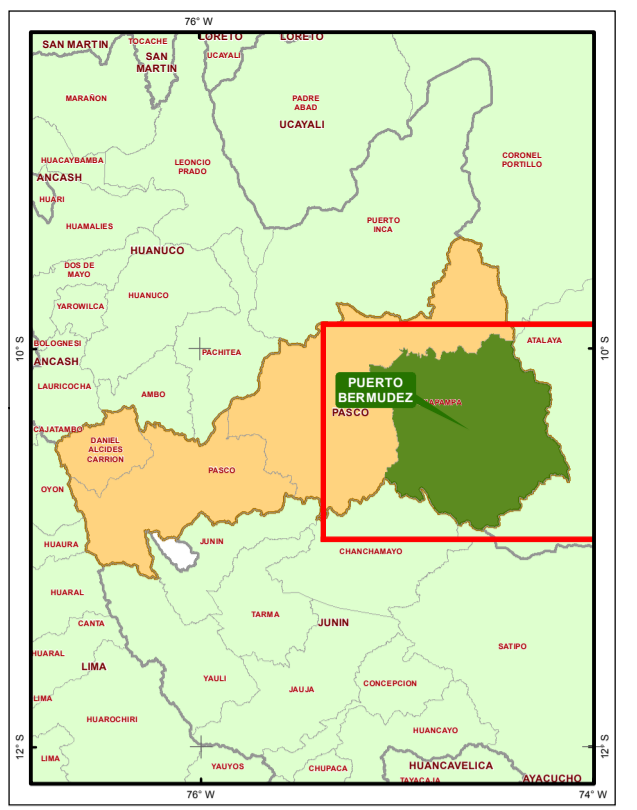 76° W
SAN MARTIN
TOCACHE
LORETO
LORETO
SAN
MARTIN
UCAYALI
MARAÑON
PADRE
ABAD
UCAYALI
HUACAYBAMBA
LEONCIO
PRADO
CORONEL
PORTILLO
ANCASH
HUARI
HUAMALIES
PUERTO
INCA
HUANUCO
DOS DE
MAYO
HUANUCO
YAROWILCA
BOLOGNESI
10° S
PACHITEA
ATALAYA
10° S
ANCASH
LAURICOCHA
AMBO
PUERTO
BERMUDEZ
PASCO
APAMPA
CAJATAMBO
DANIEL
ALCIDES
CARRION
PASCO
OYON
HUAURA
JUNIN
CHANCHAMAYO
HUARAL
CANTA
TARMA
JUNIN
HUARAL
LIMA
SATIPO
YAULI
JAUJA
CONCEPCION
LIMA
HUAROCHIRI
HUANCAYO
12° S
12° S
LIMA
YAUYOS
CHUPACA
HUANCAVELICA
TAYACAJA
AYACUCHO
76° W
74° W